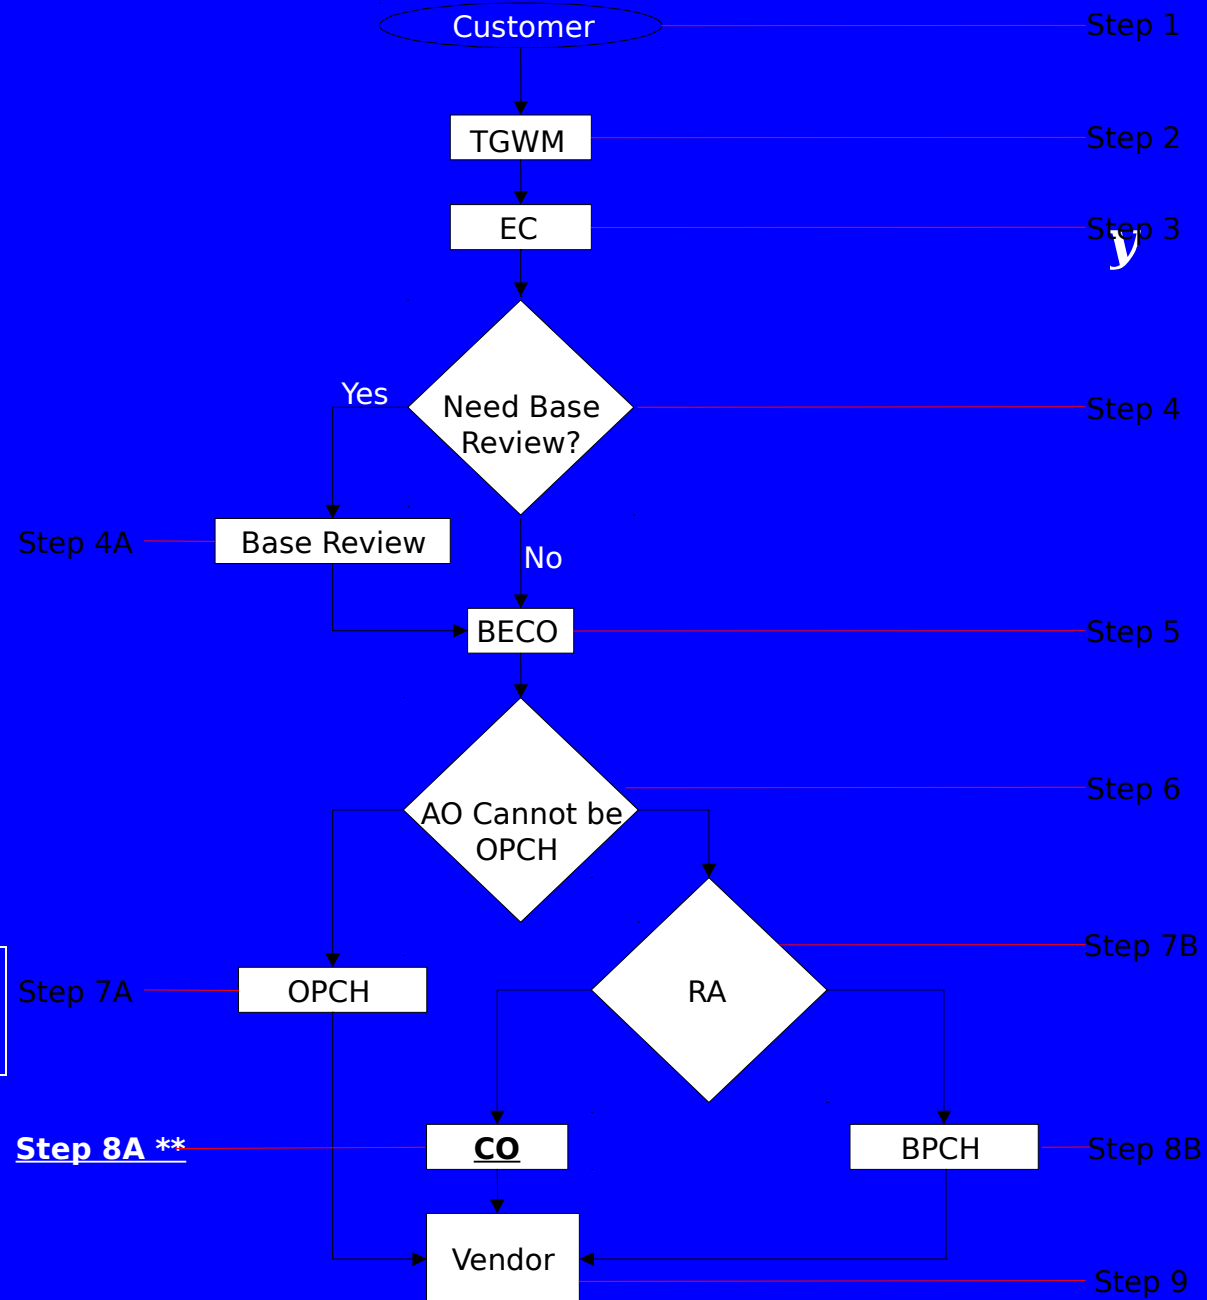 Customer
Step 1
TGWM
Step 2
EC
Step 3
y
Yes
Need Base
Review?
Step 4
Step 4A
Base Review
No
BECO
Step 5
AO Cannot be
OPCH
Step 6
Step 7B
Step 7A
OPCH
RA
Step 8A **
CO
BPCH
Step 8B
Vendor
Step 9